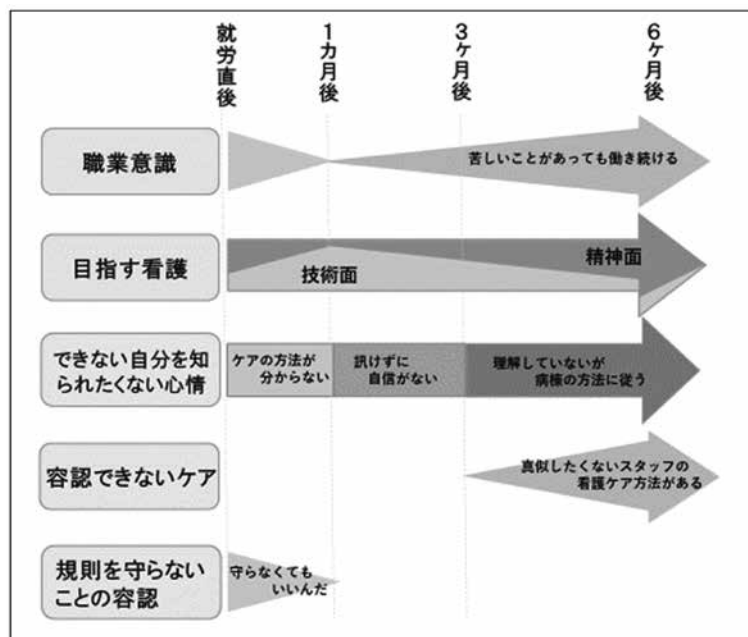 就労直後
1カ月後
3ケ月後
6ケ月後
職業意識
苦しいことがあっても働き続ける
目指す看護
技術面
精神面
できない自分を知
られたくない心情
ケアの方法が
分からない
訊けずに
自信がない
理解していないが
病棟の方法に従う
容認できないケア
真似したくないスタッフの
看護ケア方法がある
規則を守らない
ことの容認
守らなくても
いいんだ